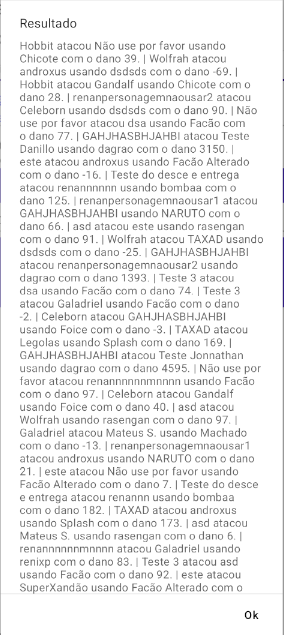 Resultado
Hobbit atacou Não use por favor usando
Chicote com o dano 39. | Wolfrah atacou
androxus usando dsdsds com o dano -69. |
Hobbit atacou Gandalf usando Chicote com o
dano 28. | renanpersonagemnaousar2 atacou
Celeborn usando dsdsds com o dano 90. | Não
use por favor atacou dsa usando Facão com
o dano 77. | GAHJHASBHJAHBI atacou Teste
Danillo usando dagrao com o dano 3150. |
este atacou androxus usando Facão Alterado
com o dano -16. | Teste do desce e entrega
atacou renannnnnn usando bombaa com o
dano 125. | renanpersonagemnaousar1 atacou
GAHJHASBHJAHBI usando NARUTO com o
dano 66. | asd atacou este usando rasengan
com o dano 91. | Wolfrah atacou TAXAD usando
dsdsds com o dano -25. | GAHJHASBHJAHBI
atacou renanpersonagemnaousar2 usando
dagrao com o dano 1393. | Teste 3 atacou
dsa usando Facão com o dano 74. | Teste 3
atacou Galadriel usando Facão com o dano
-2. | Celeborn atacou GAHJHASBHJAHBI
usando Foice com o dano -3. | TAXAD atacou
Legolas usando Splash com o dano 169. |
GAHJHASBHJAHBI atacou Teste Jonnathan
usando dagrao com o dano 4595. | Não use por
favor atacou renannnnnnmnnnn usando Facão
com o dano 97. | Celeborn atacou Gandalf
usando Foice com o dano 40. | asd atacou
Wolfrah usando rasengan com o dano 97. |
Galadriel atacou Mateus S. usando Machado
com o dano -13. | renanpersonagemnaousar1
atacou androxus usando NARUTO com o dano
21. | este atacou Não use por favor usando
Facão Alterado com o dano 7. | Teste do desce
e entrega atacou renannn usando bombaa
com o dano 182. | TAXAD atacou androxus
usando Splash com o dano 173. | asd atacou
Mateus S. usando rasengan com o dano 6. |
renannnnnnmnnnn atacou Galadriel usando
renixp com o dano 83. | Teste 3 atacou asd
usando Facão com o dano 92. | este atacou
SuperXandão usando Facão Alterado com o
Ok